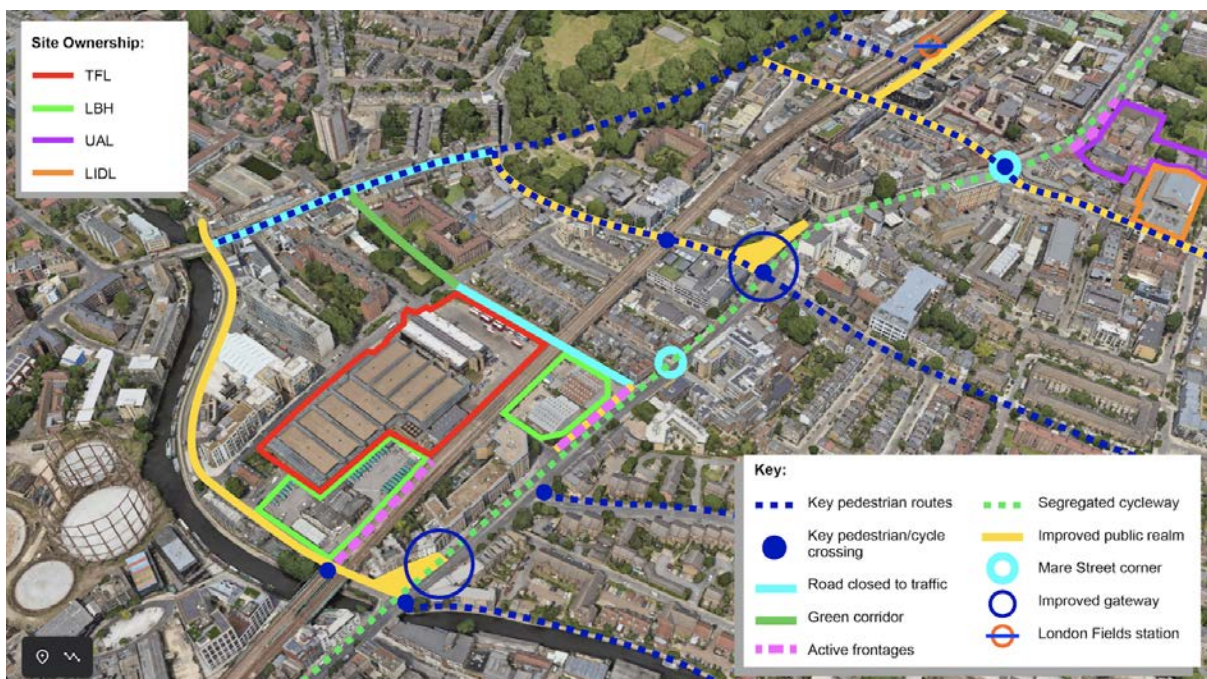 Site Ownership:
TFL
LBH
UAL
LIDL
Key:
Key pedestrian routes
Key pedestrian/cycle
crossing
Road closed to traffic
Green corridor
Active frontages
Segregated cycleway
Improved public realm
Mare Street corner
Improved gateway
London Fields station